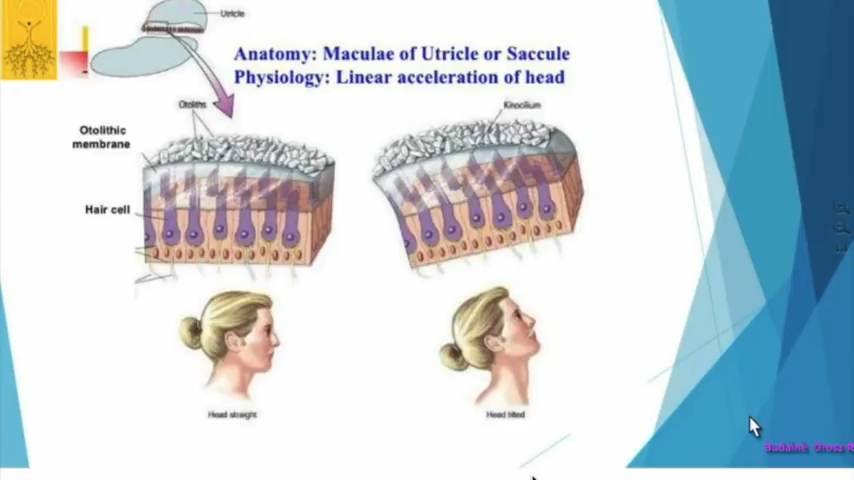 Utricle
Anatomy: Maculae of Utricle or Saccule
Physiology: Linear acceleration of head
Otoliths
Kinocilium
Otolithic
membrane
Hair cell
Head straight
Head tilted
Orosz R